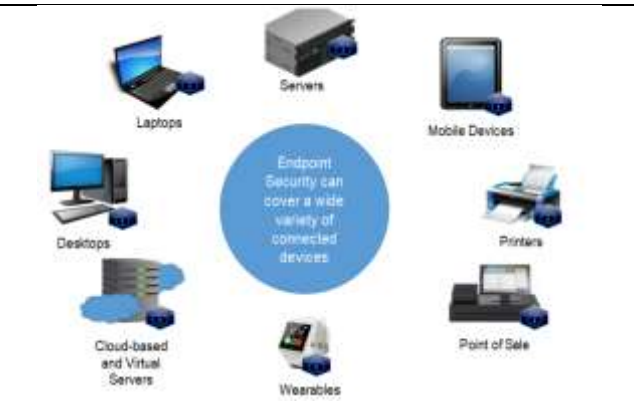 Servers
Laptops
Mobile Devices
Endpoint
Security can
cover a wide
variety of
connected
devices
Desktops
Printers
Cloud-based
and Virtual
Servers
Point of Sale
Wearables